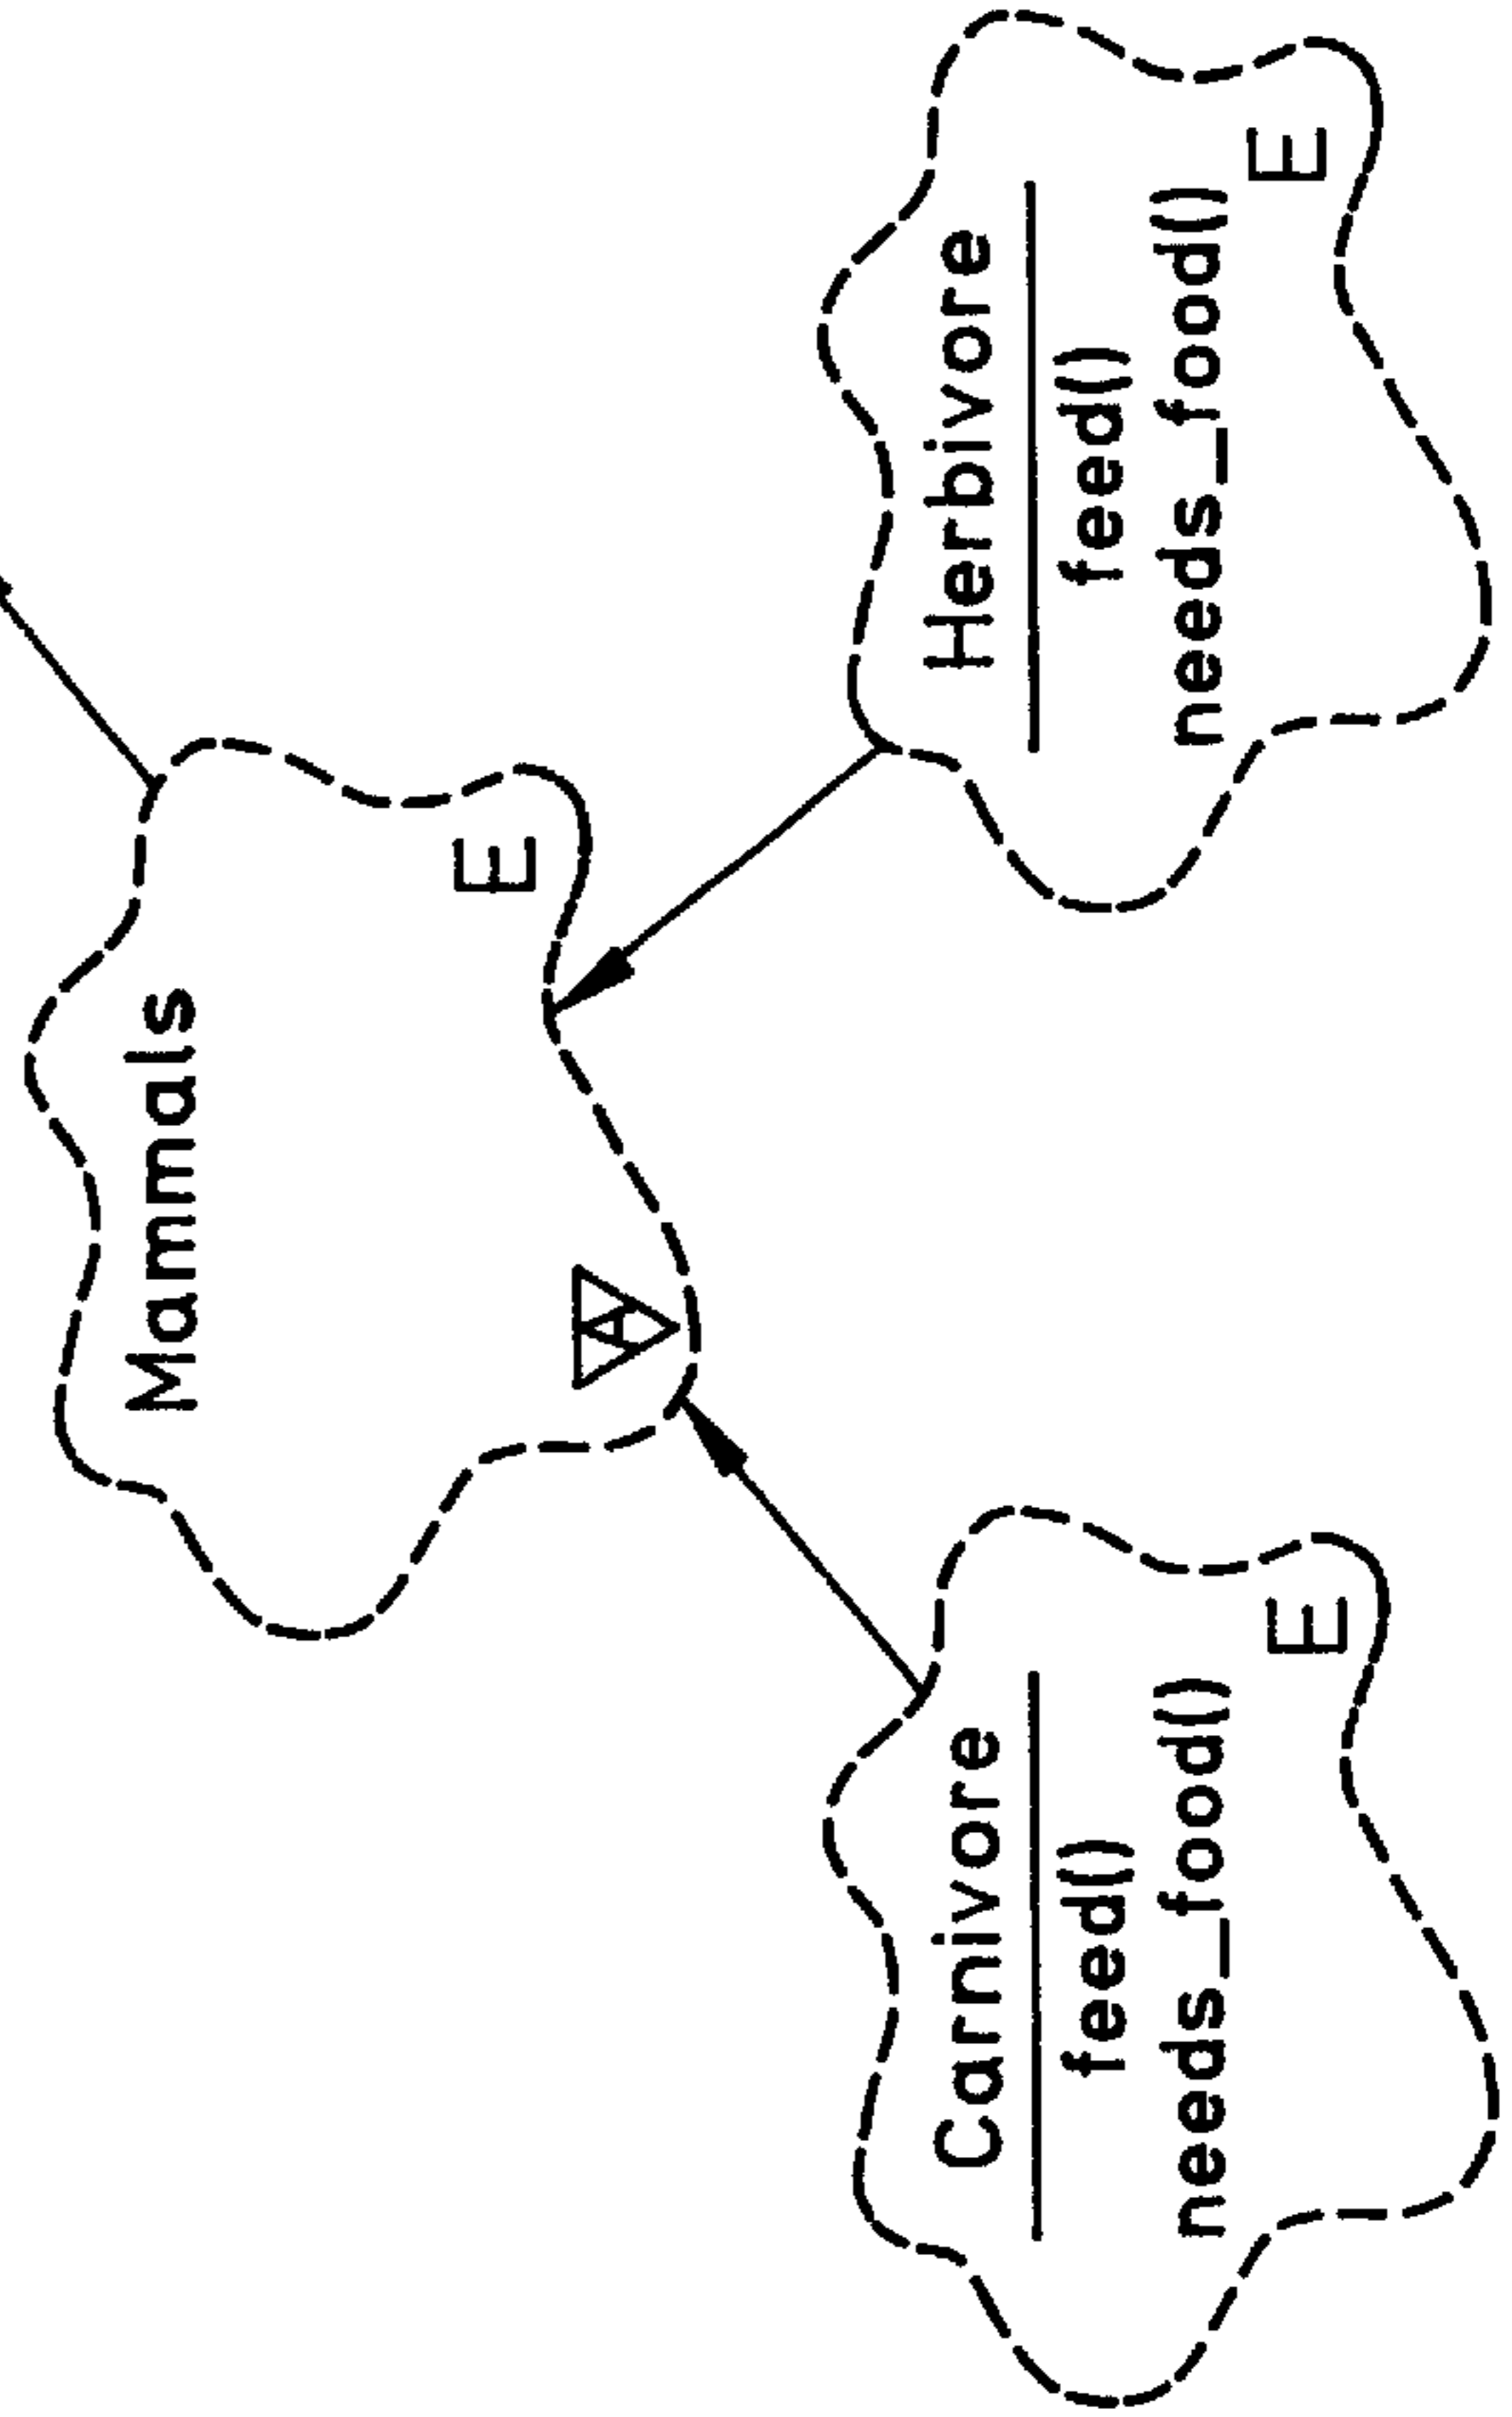 Mammals
E
A
Carnivore
feed()
needs_food()
E
Herbivore
feed()
needs_food()
E